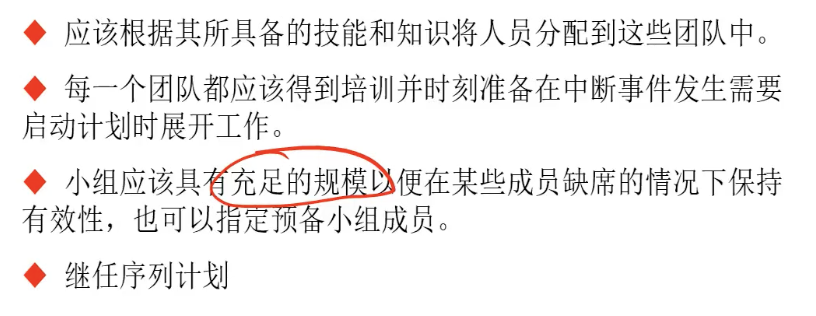 ◆ 应该根据其所具备的技能和知识将人员分配到这些团队中。
◆ 每一个团队都应该得到培训并时刻准备在中断事件发生需要
启动计划时展开工作。
◆ 小组应该具有充足的规模以便在某些成员缺席的情况下保持
有效性，也可以指定预备小组成员。
◆ 继任序列计划